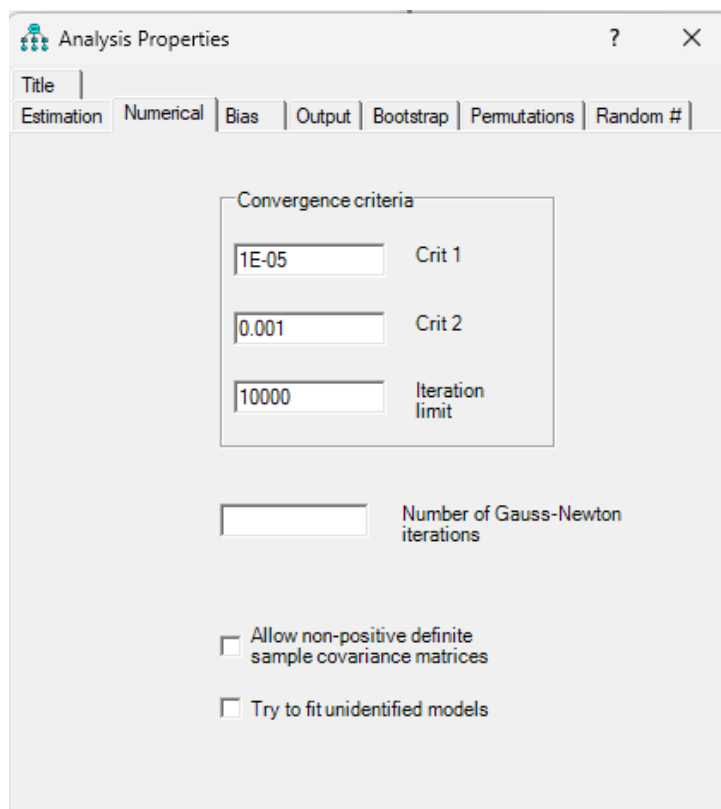 Analysis Properties
?
Title
Estimation
Numerical
Bias
Output
Bootstrap
Permutations
Random #
Convergence criteria
1E-05
Crit 1
0.001
Crit 2
10000
Iteration
limit
Number of Gauss-Newton
iterations
Allow non-positive definite
sample covariance matrices
Try to fit unidentified models